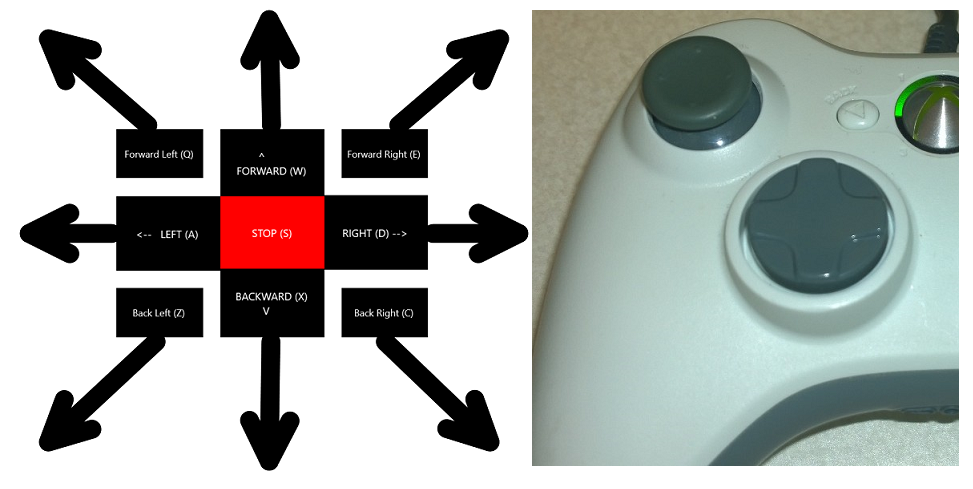 Forward Left (Q)
^
FORWARD (W)
Forward Right (E)
<-- LEFT (A)
STOP (S)
RIGHT (D) -->
Back Left (Z)
BACKWARD (X)
V
Back Right (C)
BACK